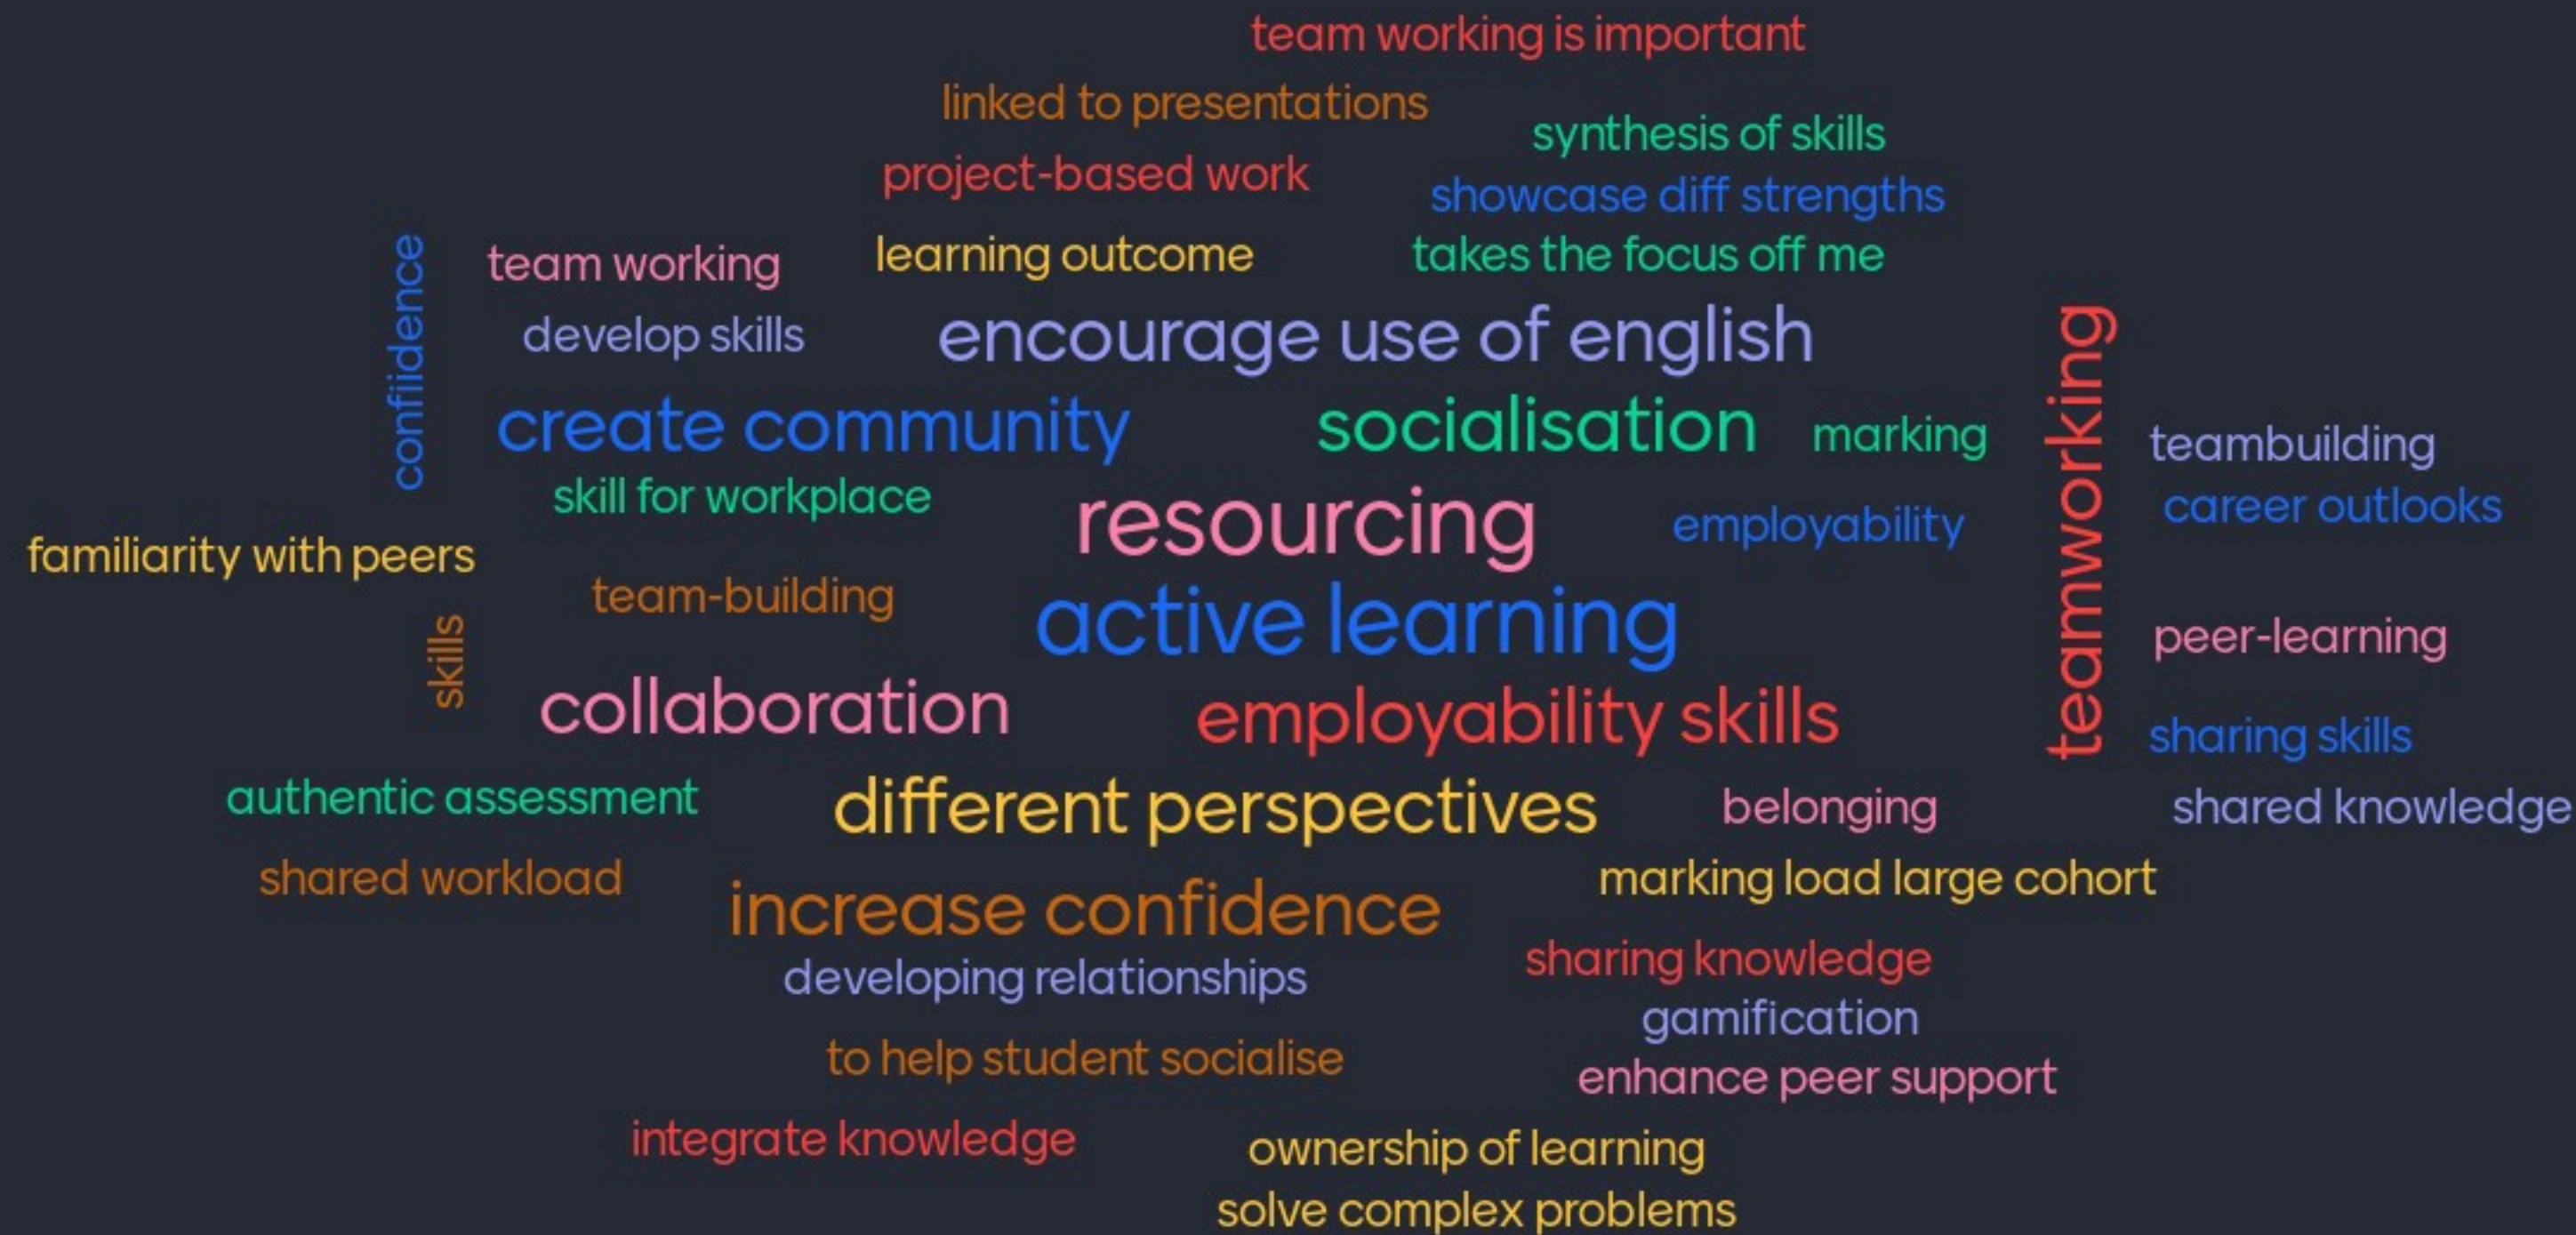 team working is important
linked to presentations
synthesis of skills
project-based work
showcase diff strengths
confiidence
team working
learning outcome
takes the focus off me
develop skills
encourage use of english
teamworking
create community
socialisation
marking
teambuilding
skill for workplace
resourcing
employability
career outlooks
familiarity with peers
team-building
active learning
peer-learning
skills
collaboration
employability skills
sharing skills
authentic assessment
different perspectives
belonging
shared knowledge
shared workload
increase confidence
marking load large cohort
developing relationships
sharing knowledge
gamification
to help student socialise
enhance peer support
integrate knowledge
ownership of learning
solve complex problems